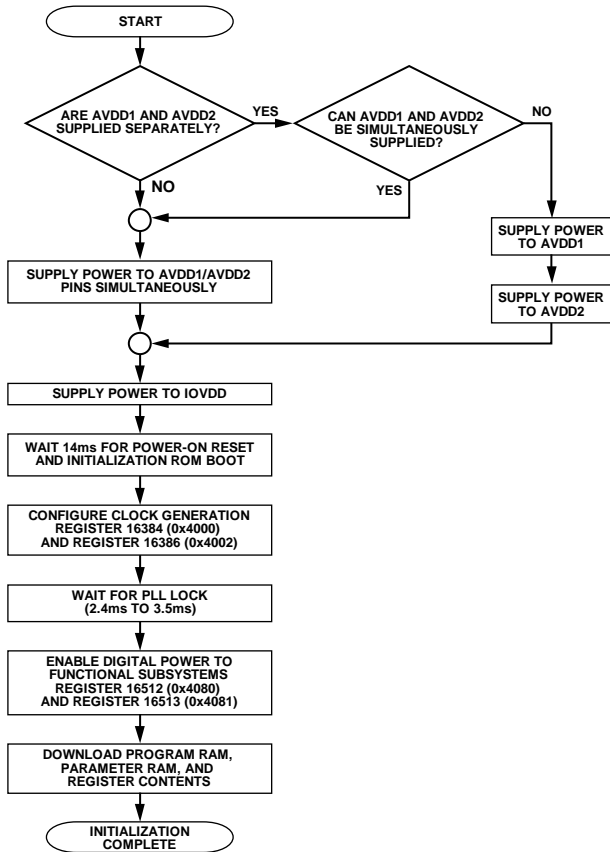 START
ARE AVDD1 AND AVDD2
SUPPLIED SEPARATELY?
YES
CAN AVDD1 AND AVDD2
BE SIMULTANEOUSLY
SUPPLIED?
NO
NO
YES
SUPPLY POWER
TO AVDD1
SUPPLY POWER TO AVDD1/AVDD2
PINS SIMULTANEOUSLY
SUPPLY POWER
TO AVDD2
SUPPLY POWER TO IOVDD
WAIT 14ms FOR POWER-ON RESET
AND INITIALIZATION ROM BOOT
CONFIGURE CLOCK GENERATION
REGISTER 16384 (0x4000)
AND REGISTER 16386 (0x4002)
WAIT FOR PLL LOCK
(2.4ms TO 3.5ms)
ENABLE DIGITAL POWER TO
FUNCTIONAL SUBSYSTEMS
REGISTER 16512 (0x4080)
AND REGISTER 16513 (0x4081)
DOWNLOAD PROGRAM RAM,
PARAMETER RAM, AND
REGISTER CONTENTS
INITIALIZATION
COMPLETE